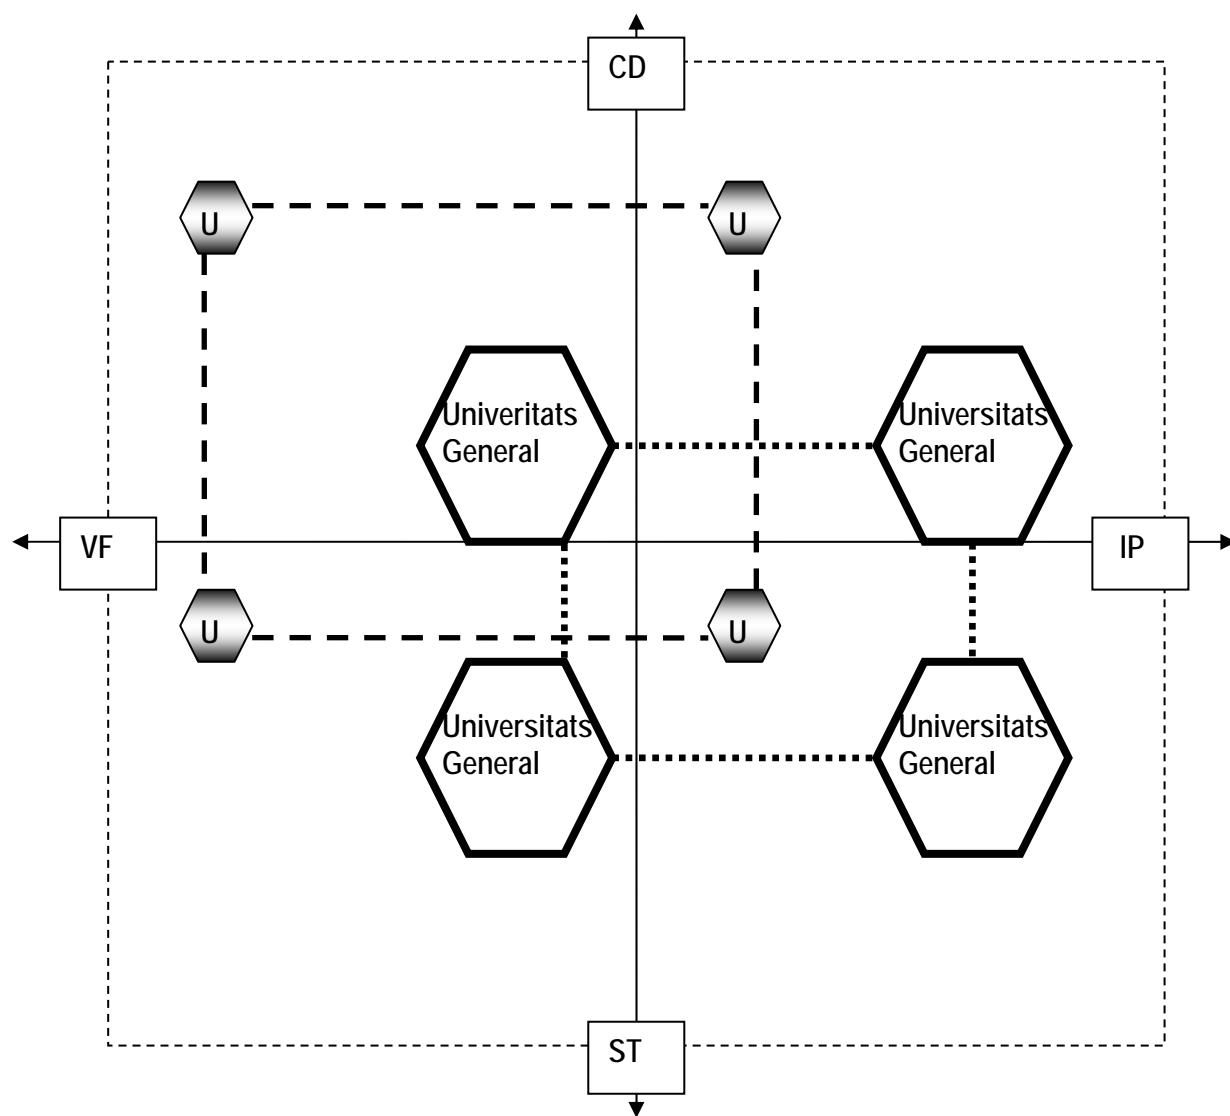 CD
U
U
Univeritats
General
Universitats
General
VF
IP
U
U
Universitats
General
Universitats
General
ST